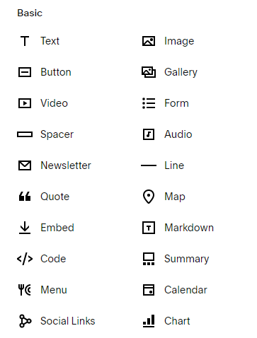 Basic
Text
Image
Button
Gallery
Video
Form
Spacer
Audio
Newsletter
Line
Quote
Map
Embed
Markdown
Code
Summary
Menu
Calendar
Social Links
Chart